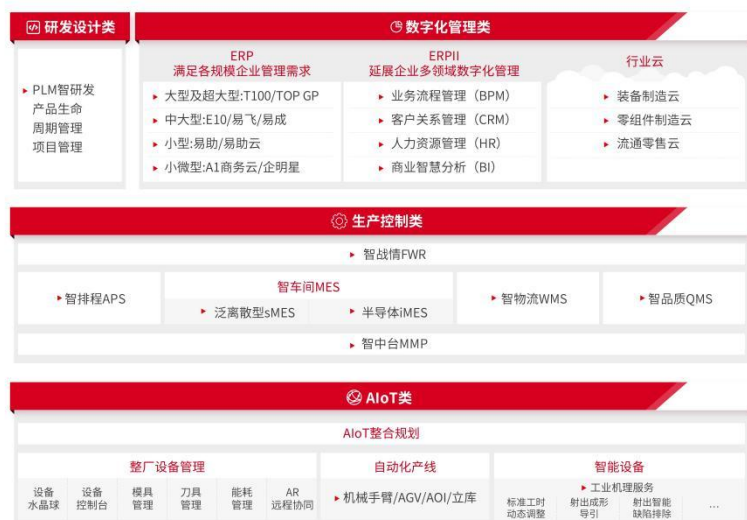 研发设计类
数字化管理类
PLM智研发
产品生命
周期管理
项目管理
ERP
满足各规模企业管理需求
大型及超大型:T100/TOP GP
中大型:E10/易飞/易成
小型:易助/易助云
小微型:A1商务云/企明星
ERPII
延展企业多领域数字化管理
业务流程管理（BPM）
客户关系管理（CRM）
人力资源管理（HR）
商业智慧分析（BI）
行业云
装备制造云
零组件制造云
流通零售云
生产控制类
智战情FWR
智排程APS
智车间MES
泛离散型sMES
半导体iMES
智物流WMS
智品质QMS
智中台MMP
AIoT类
AIoT整合规划
整厂设备管理
设备
水晶球
设备
控制台
模具
管理
刀具
管理
能耗
管理
AR
远程协同
自动化产线
机械手臂/AGV/AOI/立库
智能设备
工业机理服务
标准工时
动态调整
射出成形
导引
射出智能
缺陷排除
...